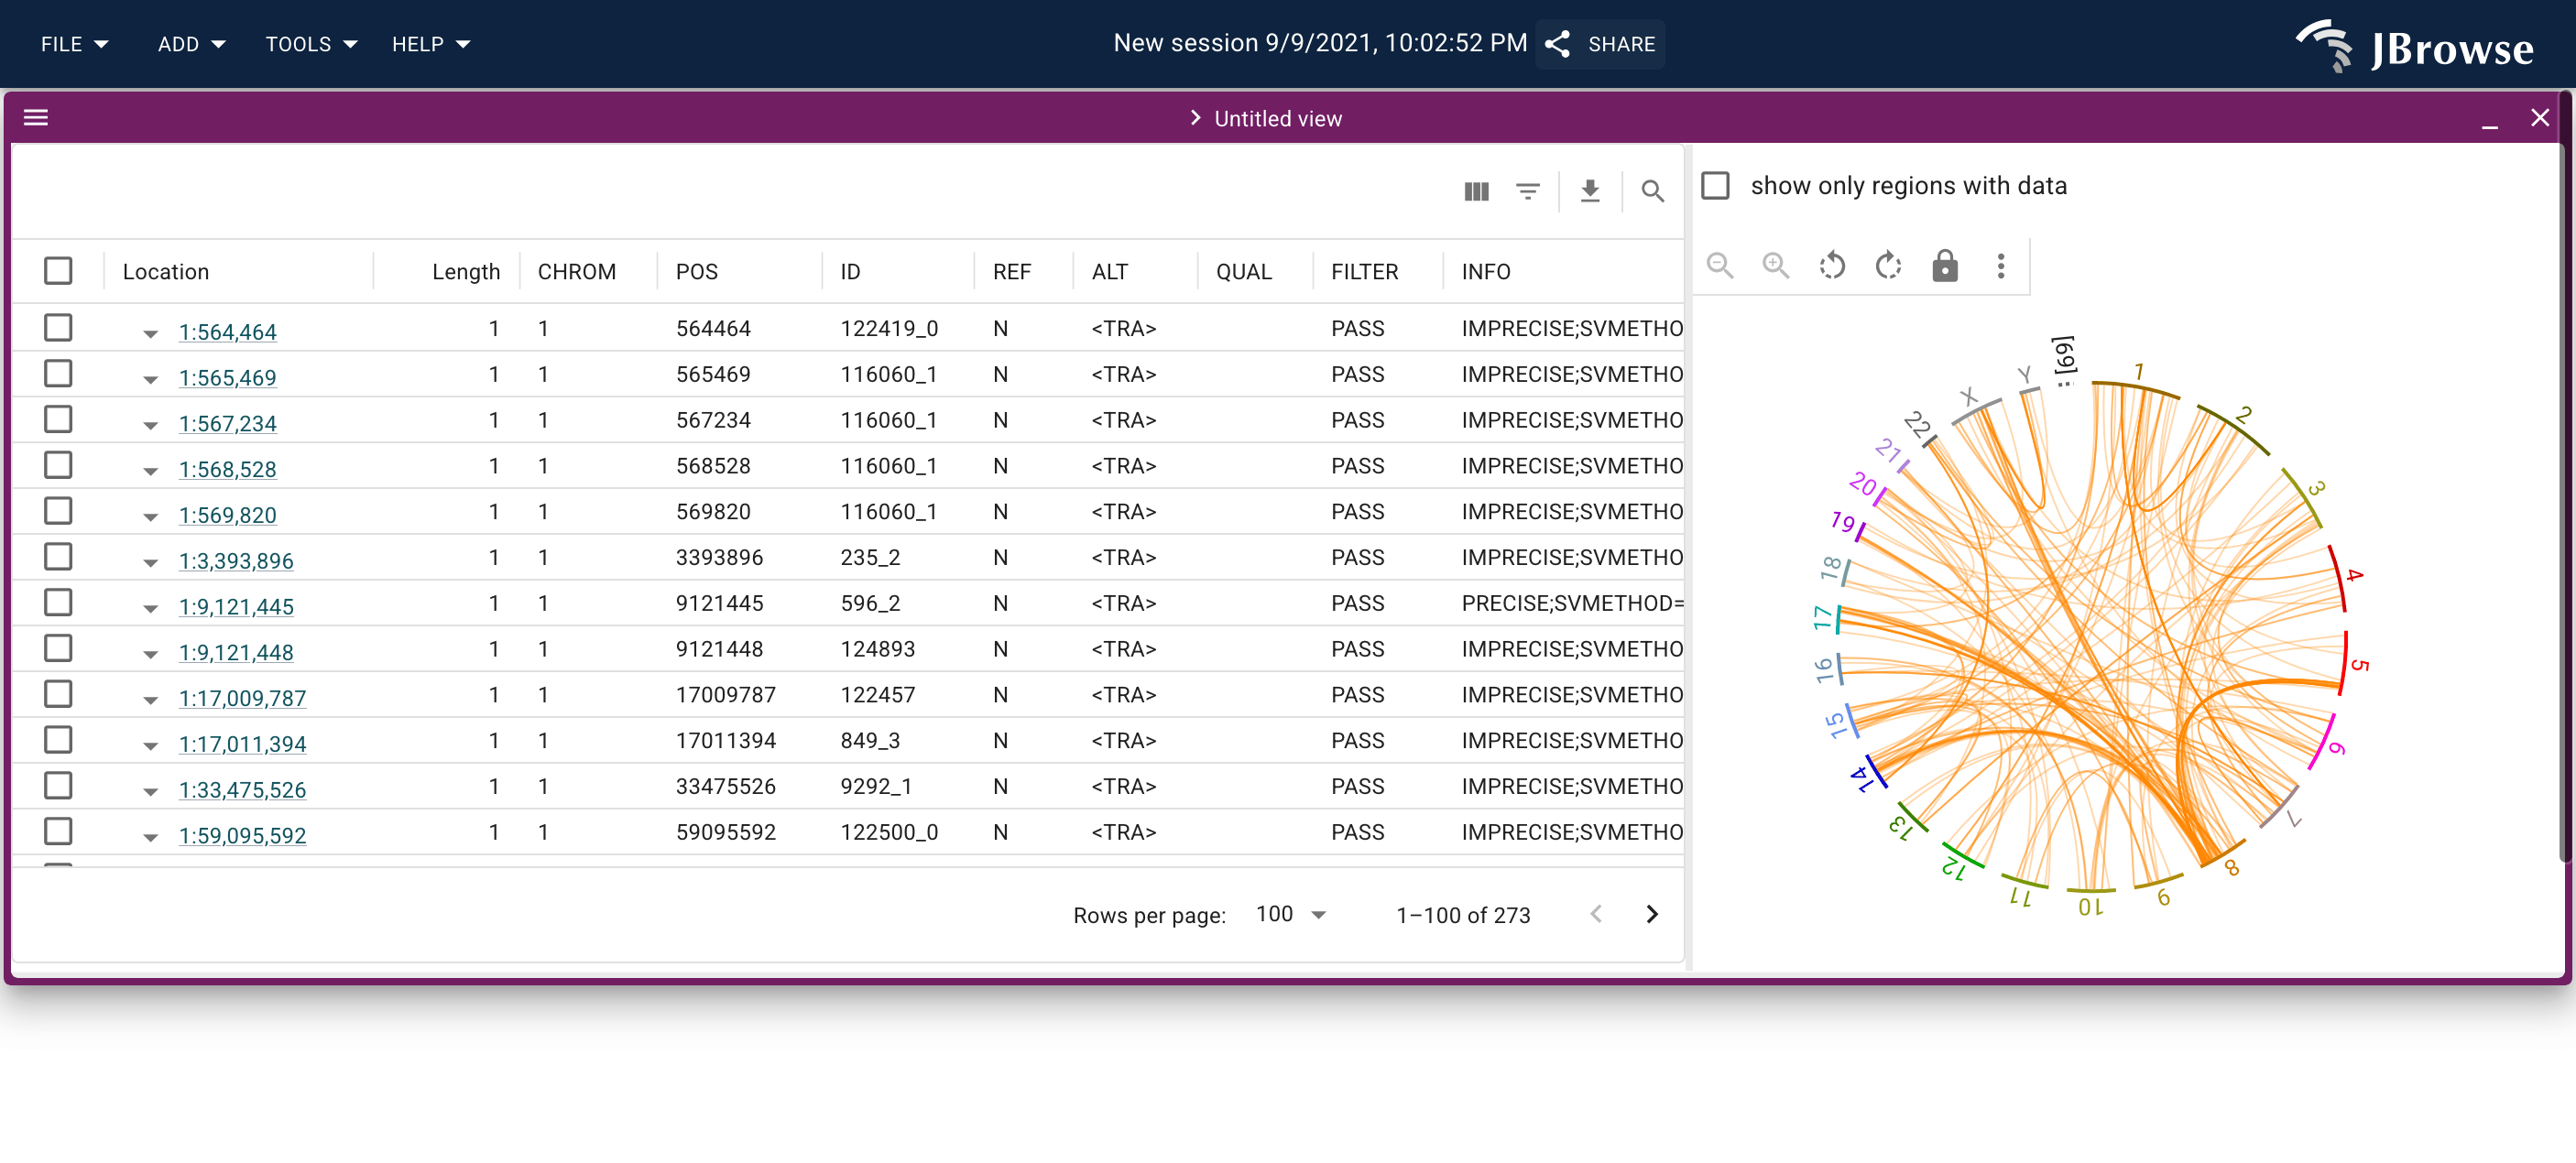 FILE ADD TOOLS HELP New session 9/9/2021, 10:02:52 PM SHARE JBrowse
Untitled view
show only regions with data
Location Length CHROM POS ID REF ALT QUAL FILTER INFO
1:564,464 1 1 564464 122419_0 N <TRA> PASS IMPRECISE;SVMETHO
1:565,469 1 1 565469 116060_1 N <TRA> PASS IMPRECISE;SVMETHO
1:567,234 1 1 567234 116060_1 N <TRA> PASS IMPRECISE;SVMETHO
1:568,528 1 1 568528 116060_1 N <TRA> PASS IMPRECISE;SVMETHO
1:569,820 1 1 569820 116060_1 N <TRA> PASS IMPRECISE;SVMETHO
1:3,393,896 1 1 3393896 235_2 N <TRA> PASS IMPRECISE;SVMETHO
1:9,121,445 1 1 9121445 596_2 N <TRA> PASS PRECISE;SVMETHOD=
1:9,121,448 1 1 9121448 124893 N <TRA> PASS IMPRECISE;SVMETHO
1:17,009,787 1 1 17009787 122457 N <TRA> PASS IMPRECISE;SVMETHO
1:17,011,394 1 1 17011394 849_3 N <TRA> PASS IMPRECISE;SVMETHO
1:33,475,526 1 1 33475526 9292_1 N <TRA> PASS IMPRECISE;SVMETHO
1:59,095,592 1 1 59095592 122500_0 N <TRA> PASS IMPRECISE;SVMETHO
Rows per page: 100 1–100 of 273
1
2
3
4
5
6
7
8
9
10
11
12
13
14
15
16
17
18
19
20
21
22
X
Y
[69]